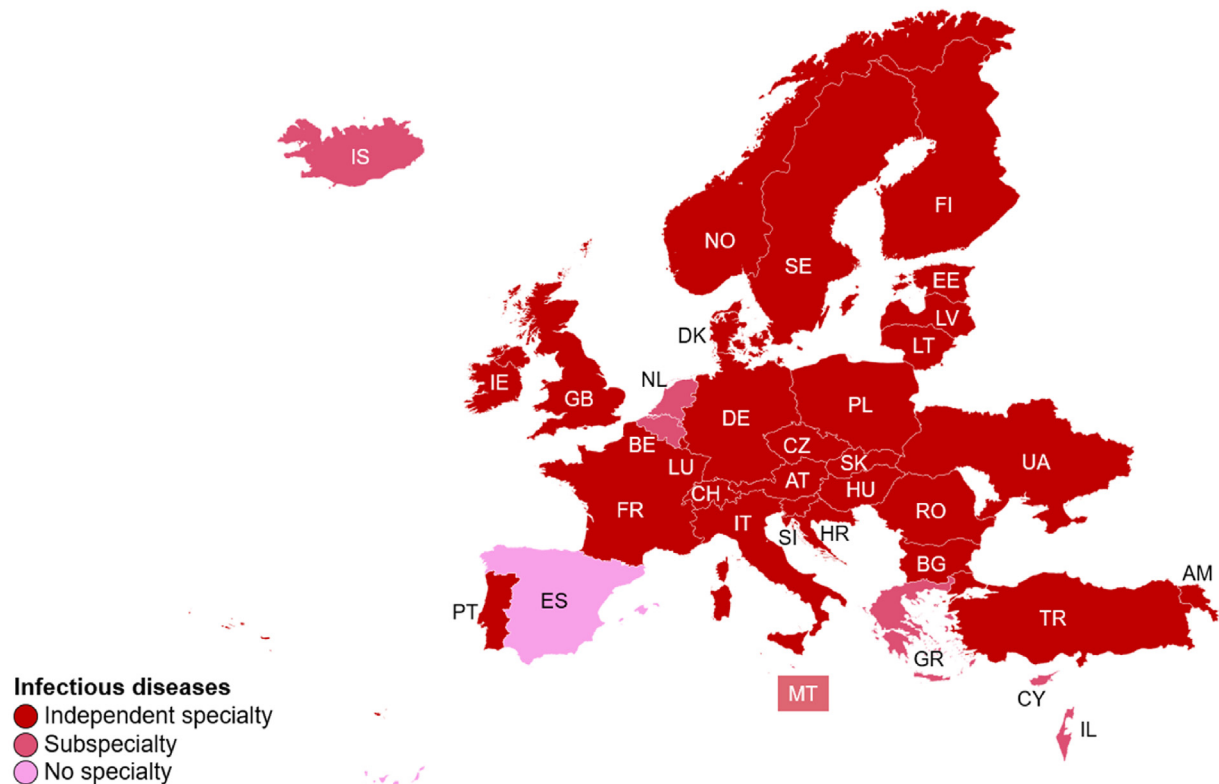 IS
NO
SE
FI
EE
LV
LT
DK
IE
GB
NL
DE
PL
BE
LU
CZ
SK
UA
FR
CH
AT
HU
IT
SI
HR
RO
BG
PT
ES
AM
TR
GR
MT
CY
IL
Infectious diseases
Independent specialty
Subspecialty
No specialty